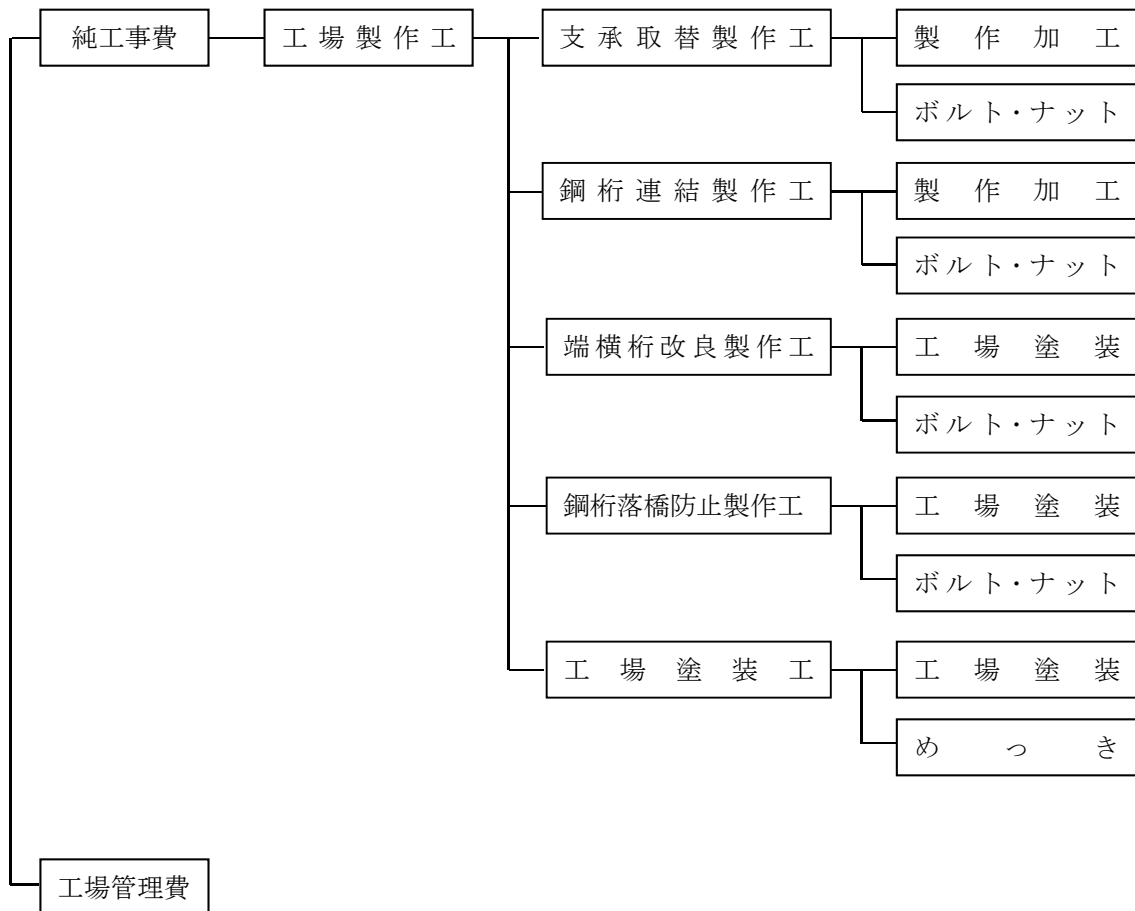 純工事費
工場製作工
支承取替製作工
製作加工
ボルト・ナット
鋼桁連結製作工
製作加工
ボルト・ナット
端横桁改良製作工
工場塗装
ボルト・ナット
鋼桁落橋防止製作工
工場塗装
ボルト・ナット
工場塗装工
工場塗装
めっき
工場管理費